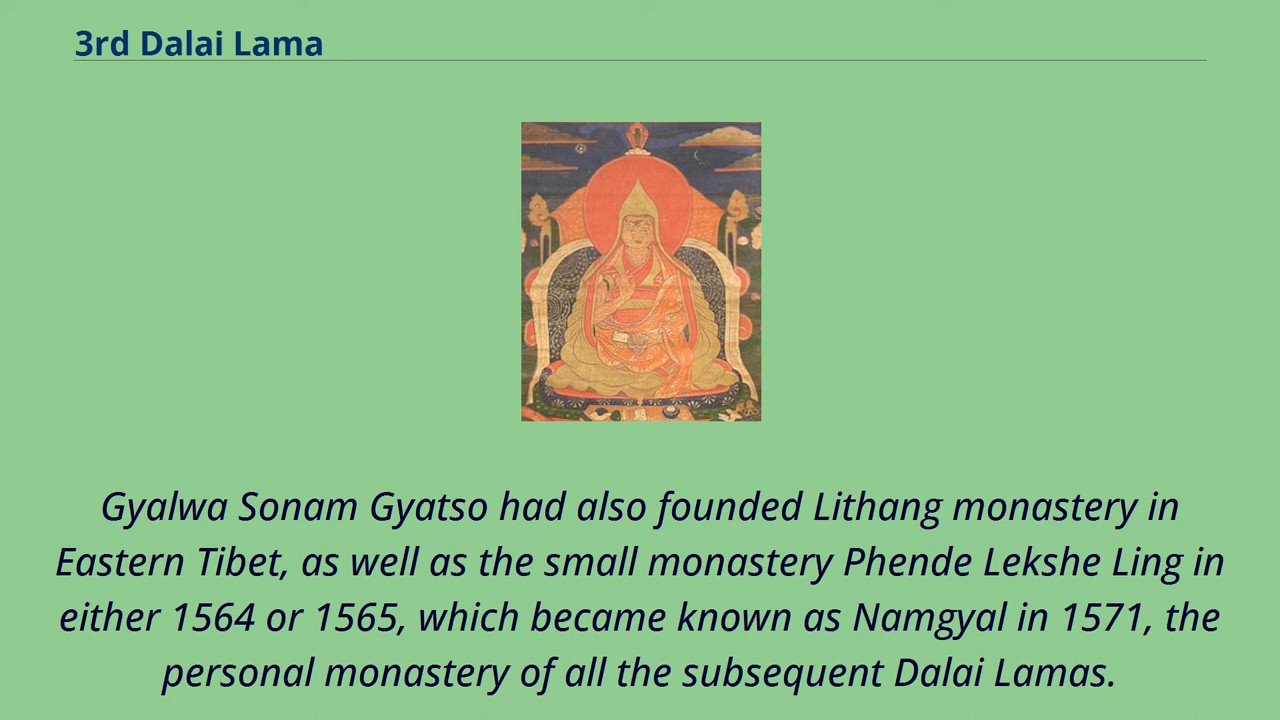 3rd Dalai Lama
Gyalwa Sonam Gyatso had also founded Lithang monastery in
Eastern Tibet, as well as the small monastery Phende Lekshe Ling in
either 1564 or 1565, which became known as Namgyal in 1571, the
personal monastery of all the subsequent Dalai Lamas.